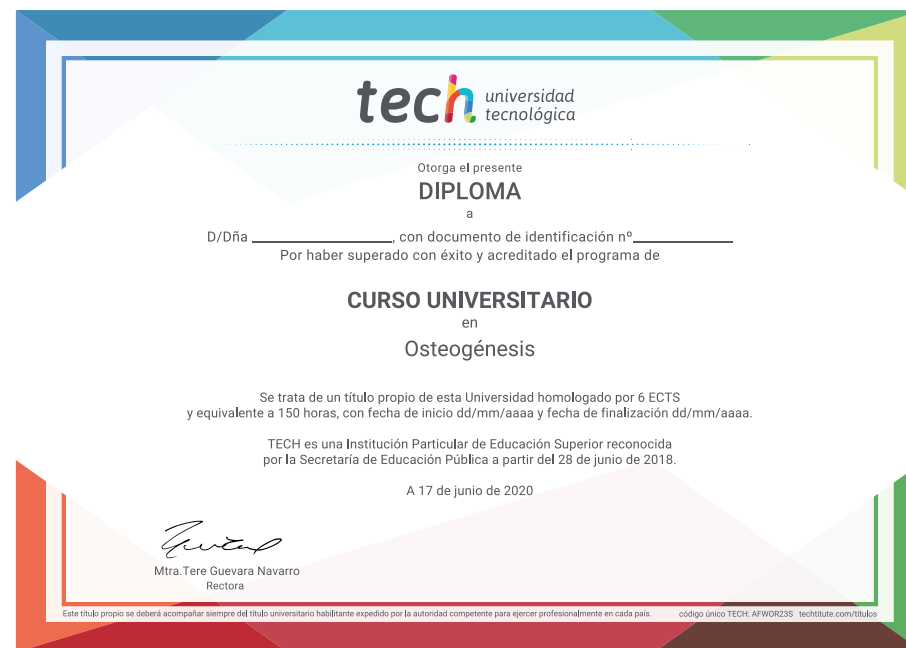 tech universidad
tecnológica
Otorga el presente
DIPLOMA
a
D/Dña ________________, con documento de identificación nº____________
Por haber superado con éxito y acreditado el programa de
CURSO UNIVERSITARIO
en
Osteogénesis
Se trata de un título propio de esta Universidad homologado por 6 ECTS
y equivalente a 150 horas, con fecha de inicio dd/mm/aaaa y fecha de finalización dd/mm/aaaa.
TECH es una Institución Particular de Educación Superior reconocida
por la Secretaría de Educación Pública a partir del 28 de junio de 2018.
A 17 de junio de 2020
Mtra.Tere Guevara Navarro
Rectora
Este título propio se deberá acompañar siempre del título universitario habilitante expedido por la autoridad competente para ejercer profesionalmente en cada país. código único TECH: AFWOR23S techtitute.com/titulos